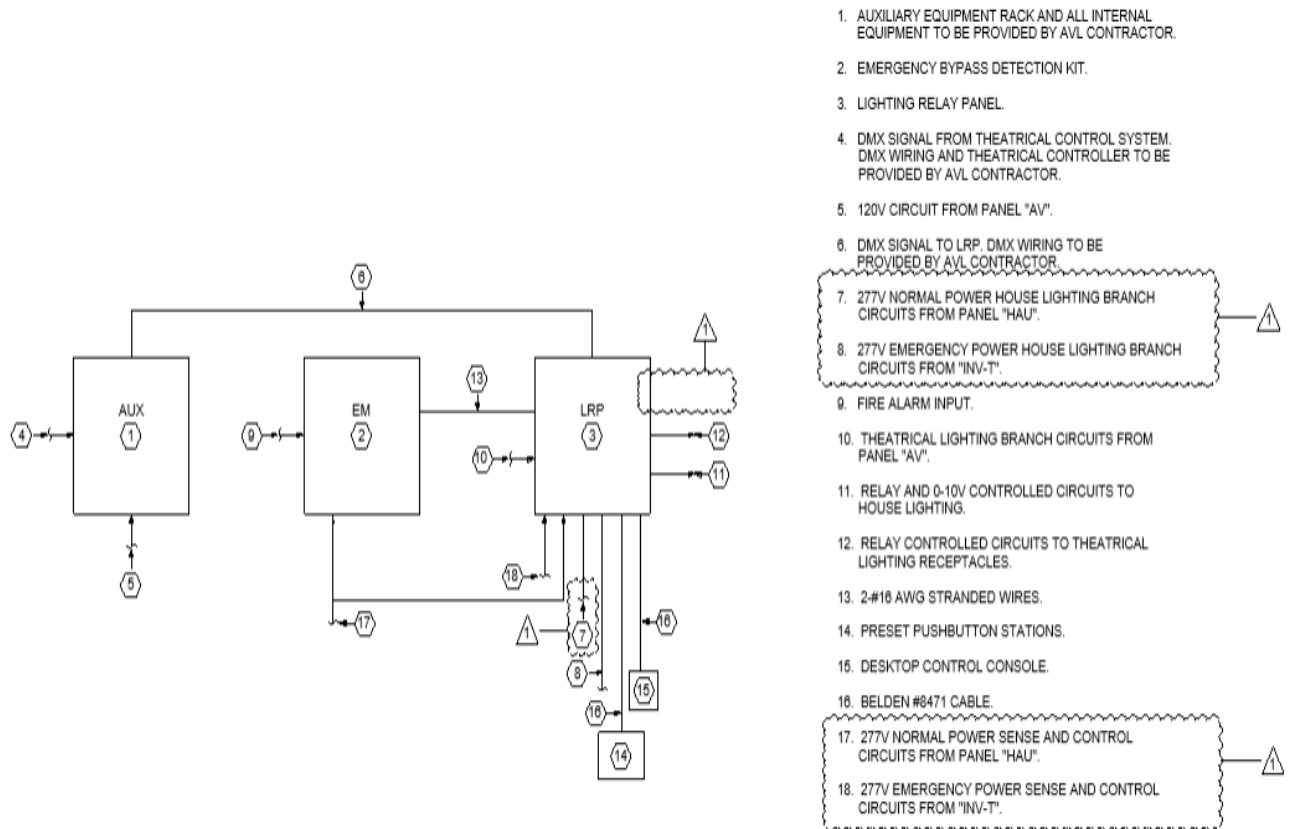 1. AUXILIARY EQUIPMENT RACK AND ALL INTERNAL
EQUIPMENT TO BE PROVIDED BY AVL CONTRACTOR.
2. EMERGENCY BYPASS DETECTION KIT.
3. LIGHTING RELAY PANEL.
4. DMX SIGNAL FROM THEATRICAL CONTROL SYSTEM.
DMX WIRING AND THEATRICAL CONTROLLER TO BE
PROVIDED BY AVL CONTRACTOR.
5. 120V CIRCUIT FROM PANEL "AV".
6. DMX SIGNAL TO LRP. DMX WIRING TO BE
PROVIDED BY AVL CONTRACTOR.
7. 277V NORMAL POWER HOUSE LIGHTING BRANCH
CIRCUITS FROM PANEL "HAU".
8. 277V EMERGENCY POWER HOUSE LIGHTING BRANCH
CIRCUITS FROM "INV-T".
1
9. FIRE ALARM INPUT.
10. THEATRICAL LIGHTING BRANCH CIRCUITS FROM
PANEL "AV".
11. RELAY AND 0-10V CONTROLLED CIRCUITS TO
HOUSE LIGHTING.
12. RELAY CONTROLLED CIRCUITS TO THEATRICAL
LIGHTING RECEPTACLES.
13. 2-#16 AWG STRANDED WIRES.
14. PRESET PUSHBUTTON STATIONS.
15. DESKTOP CONTROL CONSOLE.
16. BELDEN #8471 CABLE.
17. 277V NORMAL POWER SENSE AND CONTROL
CIRCUITS FROM PANEL "HAU".
18. 277V EMERGENCY POWER SENSE AND CONTROL
CIRCUITS FROM "INV-T".
1
6
1
13
AUX
EM
LRP
4
1
9
2
10
3
12
11
5
18
17
1
7
16
8
15
16
14